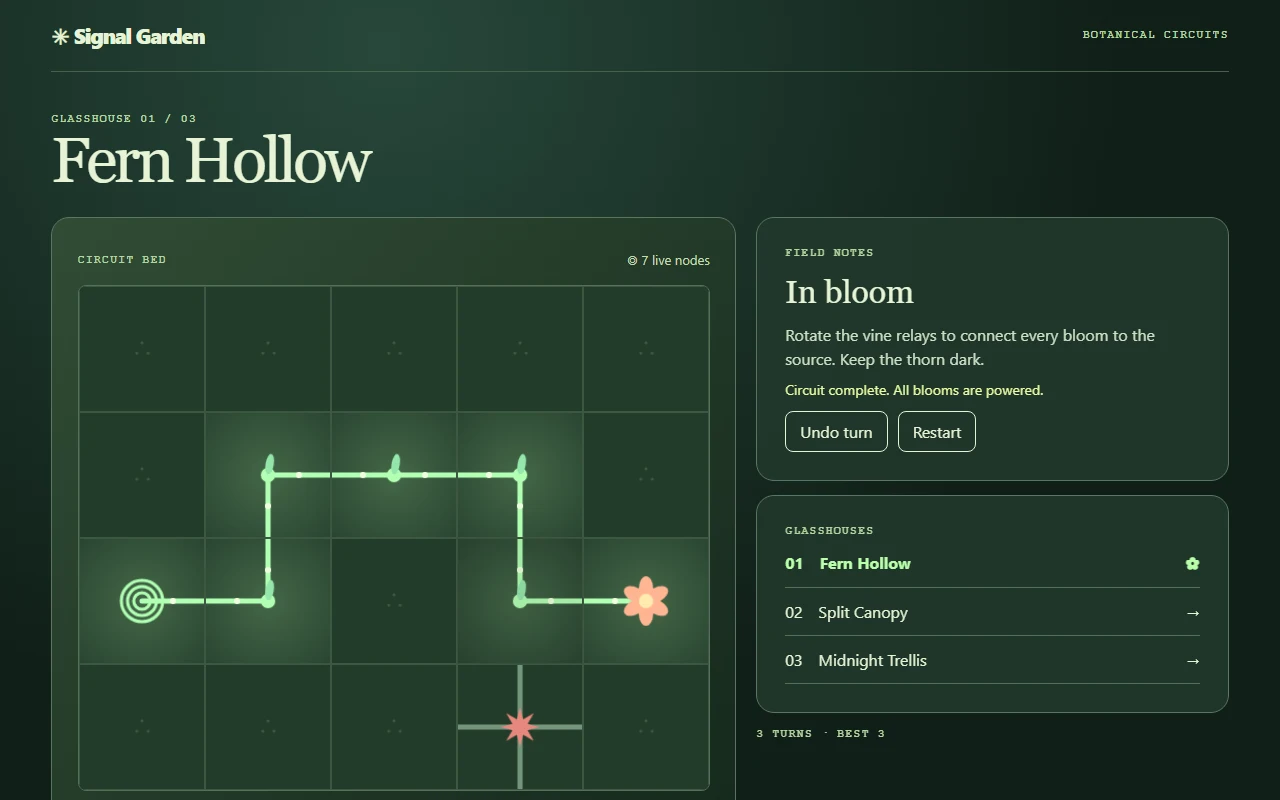 ✳ Signal Garden
BOTANICAL CIRCUITS
GLASSHOUSE 01 / 03
Fern Hollow
CIRCUIT BED
◎ 7 live nodes
FIELD NOTES
In bloom
Rotate the vine relays to connect every bloom to the
source. Keep the thorn dark.
Circuit complete. All blooms are powered.
Undo turn
Restart
GLASSHOUSES
01 Fern Hollow ✿
02 Split Canopy →
03 Midnight Trellis →
3 TURNS · BEST 3